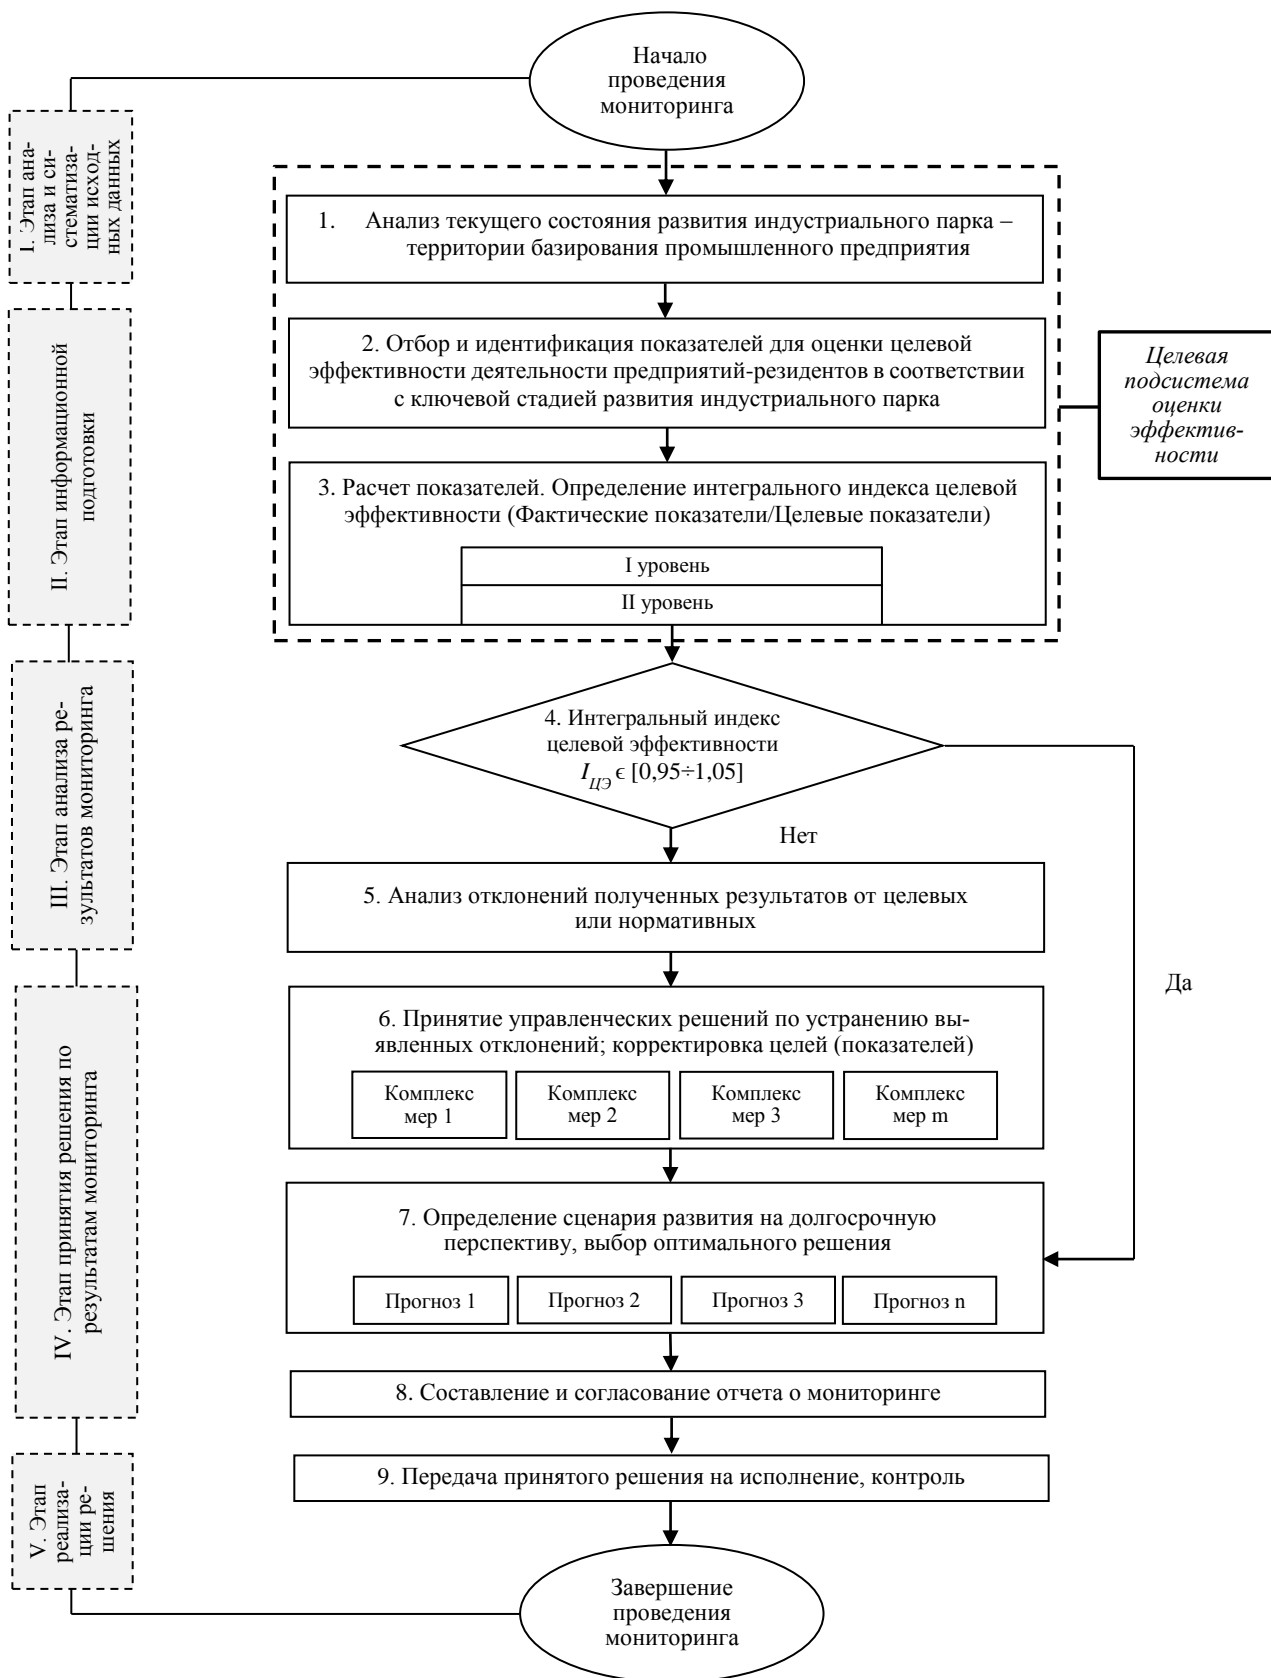 Начало
проведения
мониторинга
I. Этап ана-
лиза и си-
стематиза-
ции исход-
ных данных
1. Анализ текущего состояния развития индустриального парка –
территории базирования промышленного предприятия
II. Этап информационной
подготовки
2. Отбор и идентификация показателей для оценки целевой
эффективности деятельности предприятий-резидентов в соответствии
с ключевой стадией развития индустриального парка
Целевая
подсистема
оценки
эффектив-
ности
3. Расчет показателей. Определение интегрального индекса целевой
эффективности (Фактические показатели/Целевые показатели)
I уровень
II уровень
III. Этап анализа ре-
зультатов мониторинга
4. Интегральный индекс
целевой эффективности
I_ЦЭ ϵ [0,95÷1,05]
Нет
5. Анализ отклонений полученных результатов от целевых
или нормативных
Да
IV. Этап принятия решения по
результатам мониторинга
6. Принятие управленческих решений по устранению вы-
явленных отклонений; корректировка целей (показателей)
Комплекс
мер 1
Комплекс
мер 2
Комплекс
мер 3
Комплекс
мер m
7. Определение сценария развития на долгосрочную
перспективу, выбор оптимального решения
Прогноз 1
Прогноз 2
Прогноз 3
Прогноз n
8. Составление и согласование отчета о мониторинге
V. Этап
реализа-
ции ре-
шения
9. Передача принятого решения на исполнение, контроль
Завершение
проведения
мониторинга